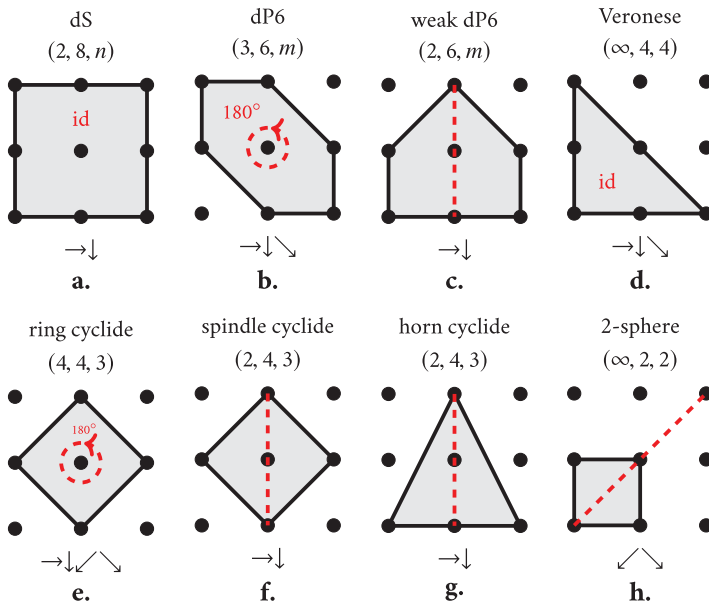 dS dP6 weak dP6 Veronese
(2, 8, n) (3, 6, m) (2, 6, m) (∞, 4, 4)
id 180° id
→↓ →↓↘ →↓ →↓↘
a. b. c. d.
ring cyclide spindle cyclide horn cyclide 2-sphere
(4, 4, 3) (2, 4, 3) (2, 4, 3) (∞, 2, 2)
180°
→↓↙↘ →↓ →↓ ↙↘
e. f. g. h.